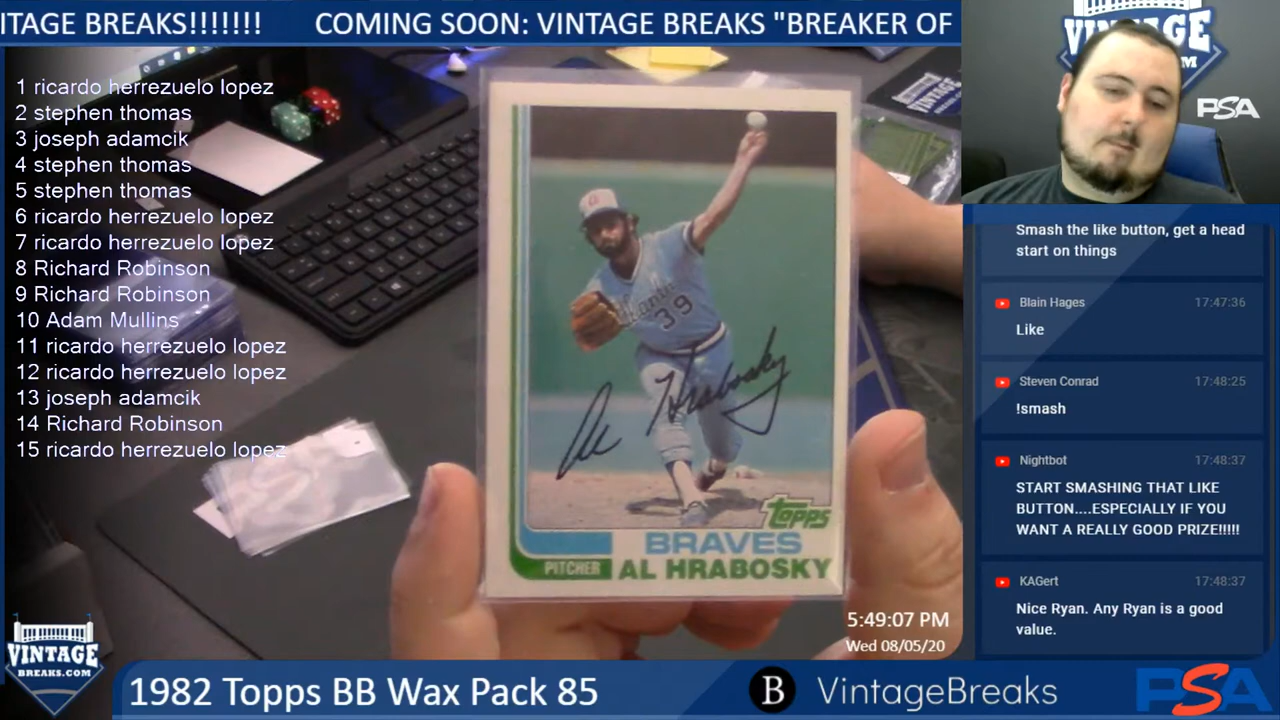 TAGE BREAKS!!!!!!! COMING SOON: VINTAGE BREAKS "BREAKER OF
1 ricardo herrezuelo lopez
2 stephen thomas
3 joseph adamcik
4 stephen thomas
5 stephen thomas
6 ricardo herrezuelo lopez
7 ricardo herrezuelo lopez
8 Richard Robinson
9 Richard Robinson
10 Adam Mullins
11 ricardo herrezuelo lopez
12 ricardo herrezuelo lopez
13 joseph adamcik
14 Richard Robinson
15 ricardo herrezuelo lopez
39
Al Hrabosky
topps
BRAVES
PITCHER AL HRABOSKY
VINTAGE
PSA
Smash the like button, get a head
start on things
Blain Hages 17:47:36
Like
Steven Conrad 17:48:25
!smash
Nightbot 17:48:37
START SMASHING THAT LIKE
BUTTON....ESPECIALLY IF YOU
WANT A REALLY GOOD PRIZE!!!!!
KAGert 17:48:37
Nice Ryan. Any Ryan is a good
value.
5:49:07 PM
Wed 08/05/20
VINTAGE
BREAKS.COM
1982 Topps BB Wax Pack 85
B VintageBreaks
PSA